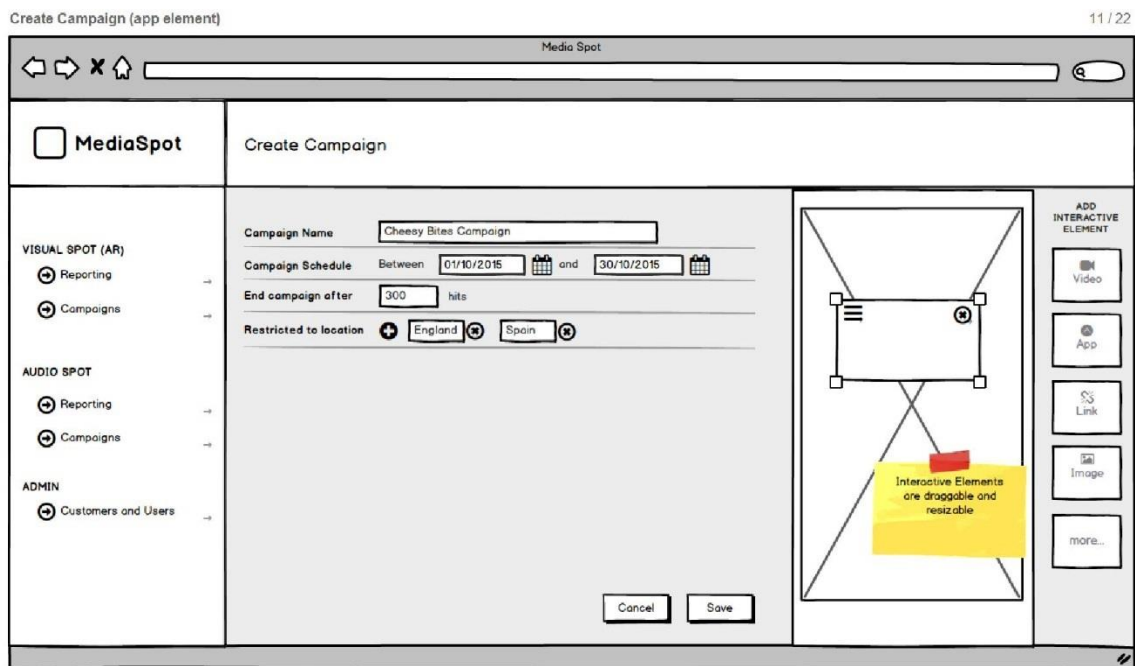 Create Campaign (app element)
11 / 22
Media Spot
MediaSpot
Create Campaign
VISUAL SPOT (AR)
Reporting
Campaigns
AUDIO SPOT
Reporting
Campaigns
ADMIN
Customers and Users
Campaign Name Cheesy Bites Campaign
Campaign Schedule Between 01/10/2015 and 30/10/2015
End campaign after 300 hits
Restricted to location England Spain
Cancel Save
Interactive Elements
are draggable and
resizable
ADD
INTERACTIVE
ELEMENT
Video
App
Link
Image
more...